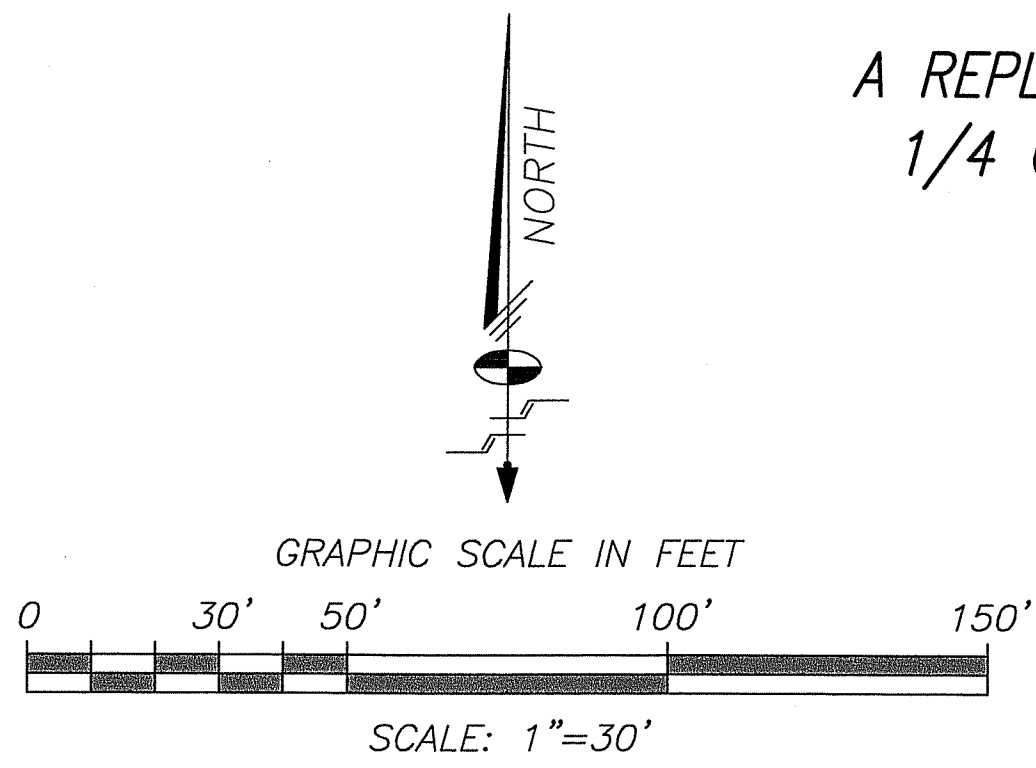 A REPL
1/4
NORTH
GRAPHIC SCALE IN FEET
0 30' 50' 100' 150'
SCALE: 1"=30'